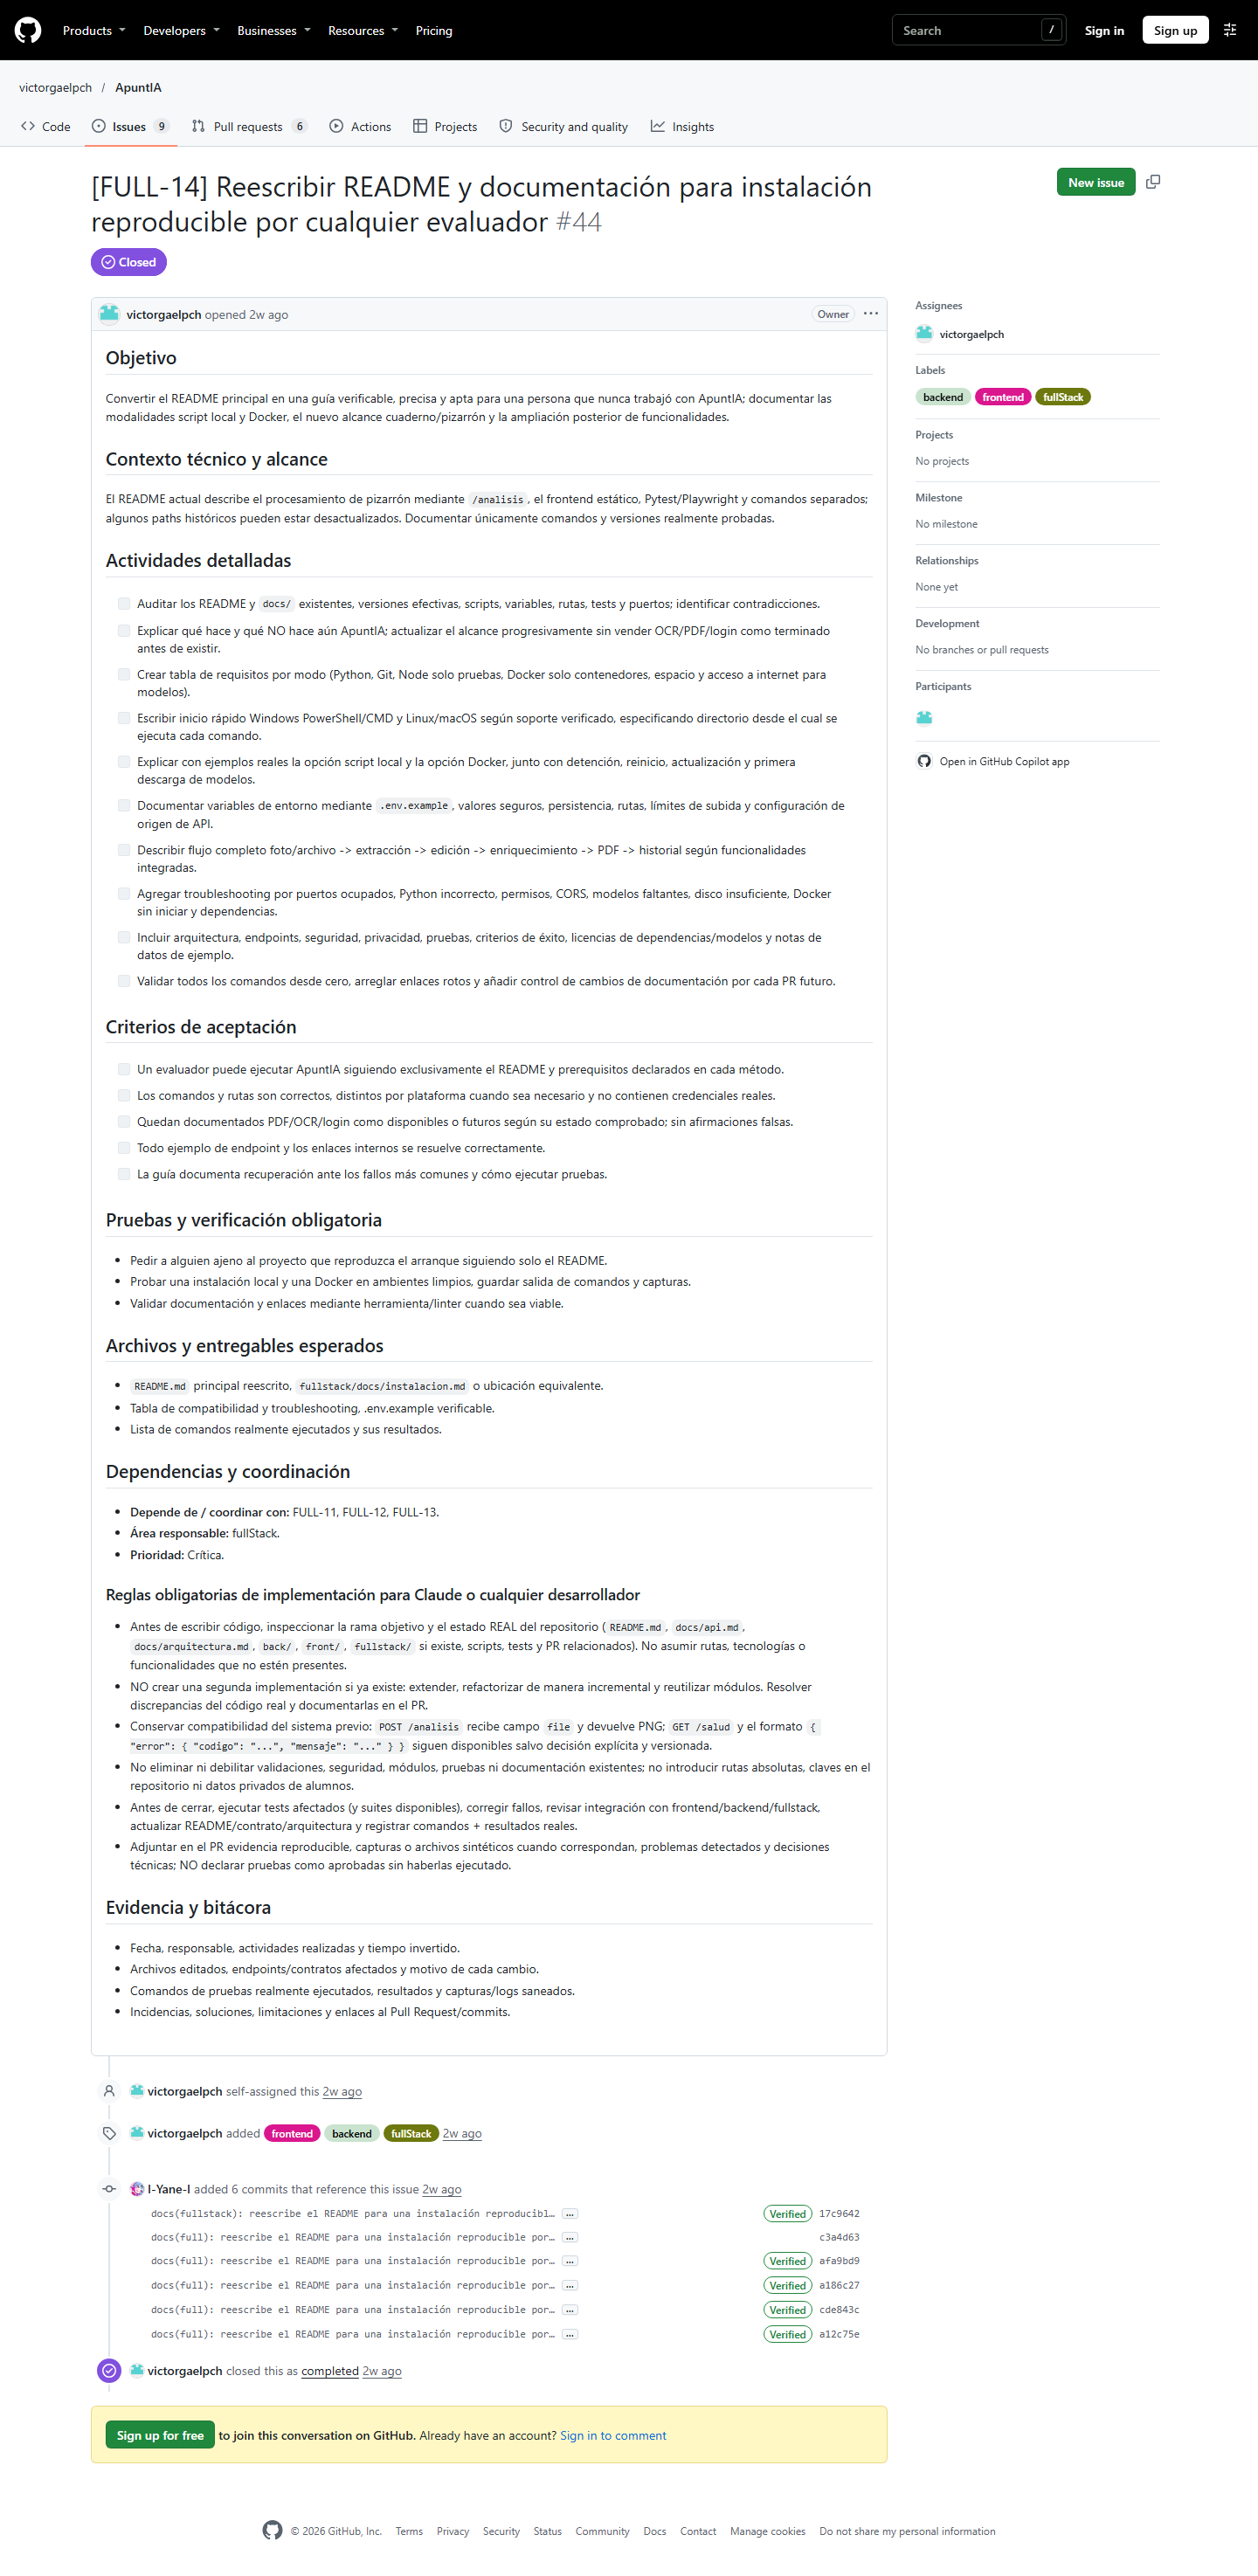 Products Developers Businesses Resources Pricing Search / Sign in Sign up
victorgaelpch / ApuntIA
Code Issues 9 Pull requests 6 Actions Projects Security and quality Insights
[FULL-14] Reescribir README y documentación para instalación
reproducible por cualquier evaluador #44
New issue
Closed
victorgaelpch opened 2w ago Owner
Objetivo
Convertir el README principal en una guía verificable, precisa y apta para una persona que nunca trabajó con ApuntIA; documentar las
modalidades script local y Docker, el nuevo alcance cuaderno/pizarrón y la ampliación posterior de funcionalidades.
Contexto técnico y alcance
El README actual describe el procesamiento de pizarrón mediante /analisis, el frontend estático, Pytest/Playwright y comandos separados;
algunos paths históricos pueden estar desactualizados. Documentar únicamente comandos y versiones realmente probadas.
Actividades detalladas
Auditar los README y docs/ existentes, versiones efectivas, scripts, variables, rutas, tests y puertos; identificar contradicciones.
Explicar qué hace y qué NO hace aún ApuntIA; actualizar el alcance progresivamente sin vender OCR/PDF/login como terminado
antes de existir.
Crear tabla de requisitos por modo (Python, Git, Node solo pruebas, Docker solo contenedores, espacio y acceso a internet para
modelos).
Escribir inicio rápido Windows PowerShell/CMD y Linux/macOS según soporte verificado, especificando directorio desde el cual se
ejecuta cada comando.
Explicar con ejemplos reales la opción script local y la opción Docker, junto con detención, reinicio, actualización y primera
descarga de modelos.
Documentar variables de entorno mediante .env.example, valores seguros, persistencia, rutas, límites de subida y configuración de
origen de API.
Describir flujo completo foto/archivo -> extracción -> edición -> enriquecimiento -> PDF -> historial según funcionalidades
integradas.
Agregar troubleshooting por puertos ocupados, Python incorrecto, permisos, CORS, modelos faltantes, disco insuficiente, Docker
sin iniciar y dependencias.
Incluir arquitectura, endpoints, seguridad, privacidad, pruebas, criterios de éxito, licencias de dependencias/modelos y notas de
datos de ejemplo.
Validar todos los comandos desde cero, arreglar enlaces rotos y añadir control de cambios de documentación por cada PR futuro.
Criterios de aceptación
Un evaluador puede ejecutar ApuntIA siguiendo exclusivamente el README y prerequisitos declarados en cada método.
Los comandos y rutas son correctos, distintos por plataforma cuando sea necesario y no contienen credenciales reales.
Quedan documentados PDF/OCR/login como disponibles o futuros según su estado comprobado; sin afirmaciones falsas.
Todo ejemplo de endpoint y los enlaces internos se resuelve correctamente.
La guía documenta recuperación ante los fallos más comunes y cómo ejecutar pruebas.
Pruebas y verificación obligatoria
Pedir a alguien ajeno al proyecto que reproduzca el arranque siguiendo solo el README.
Probar una instalación local y una Docker en ambientes limpios, guardar salida de comandos y capturas.
Validar documentación y enlaces mediante herramienta/linter cuando sea viable.
Archivos y entregables esperados
README.md principal reescrito, fullstack/docs/instalacion.md o ubicación equivalente.
Tabla de compatibilidad y troubleshooting, .env.example verificable.
Lista de comandos realmente ejecutados y sus resultados.
Dependencias y coordinación
Depende de / coordinar con: FULL-11, FULL-12, FULL-13.
Área responsable: fullStack.
Prioridad: Crítica.
Reglas obligatorias de implementación para Claude o cualquier desarrollador
Antes de escribir código, inspeccionar la rama objetivo y el estado REAL del repositorio ( README.md, docs/api.md,
docs/arquitectura.md, back/, front/, fullstack/ si existe, scripts, tests y PR relacionados). No asumir rutas, tecnologías o
funcionalidades que no estén presentes.
NO crear una segunda implementación si ya existe: extender, refactorizar de manera incremental y reutilizar módulos. Resolver
discrepancias del código real y documentarlas en el PR.
Conservar compatibilidad del sistema previo: POST /analisis recibe campo file y devuelve PNG; GET /salud y el formato {
"error": { "codigo": "...", "mensaje": "..." } } siguen disponibles salvo decisión explícita y versionada.
No eliminar ni debilitar validaciones, seguridad, módulos, pruebas ni documentación existentes; no introducir rutas absolutas, claves en el
repositorio ni datos privados de alumnos.
Antes de cerrar, ejecutar tests afectados (y suites disponibles), corregir fallos, revisar integración con frontend/backend/fullstack,
actualizar README/contrato/arquitectura y registrar comandos + resultados reales.
Adjuntar en el PR evidencia reproducible, capturas o archivos sintéticos cuando correspondan, problemas detectados y decisiones
técnicas; NO declarar pruebas como aprobadas sin haberlas ejecutado.
Evidencia y bitácora
Fecha, responsable, actividades realizadas y tiempo invertido.
Archivos editados, endpoints/contratos afectados y motivo de cada cambio.
Comandos de pruebas realmente ejecutados, resultados y capturas/logs saneados.
Incidencias, soluciones, limitaciones y enlaces al Pull Request/commits.
victorgaelpch self-assigned this 2w ago
victorgaelpch added frontend backend fullStack 2w ago
I-Yane-I added 6 commits that reference this issue 2w ago
docs(fullstack): reescribe el README para una instalación reproducibl… ... Verified 17c9642
docs(full): reescribe el README para una instalación reproducible por… ... c3a4d63
docs(full): reescribe el README para una instalación reproducible por… ... Verified afa9bd9
docs(full): reescribe el README para una instalación reproducible por… ... Verified a186c27
docs(full): reescribe el README para una instalación reproducible por… ... Verified cde843c
docs(full): reescribe el README para una instalación reproducible por… ... Verified a12c75e
victorgaelpch closed this as completed 2w ago
Sign up for free to join this conversation on GitHub. Already have an account? Sign in to comment
Assignees
victorgaelpch
Labels
backend frontend fullStack
Projects
No projects
Milestone
No milestone
Relationships
None yet
Development
No branches or pull requests
Participants
Open in GitHub Copilot app
© 2026 GitHub, Inc. Terms Privacy Security Status Community Docs Contact Manage cookies Do not share my personal information